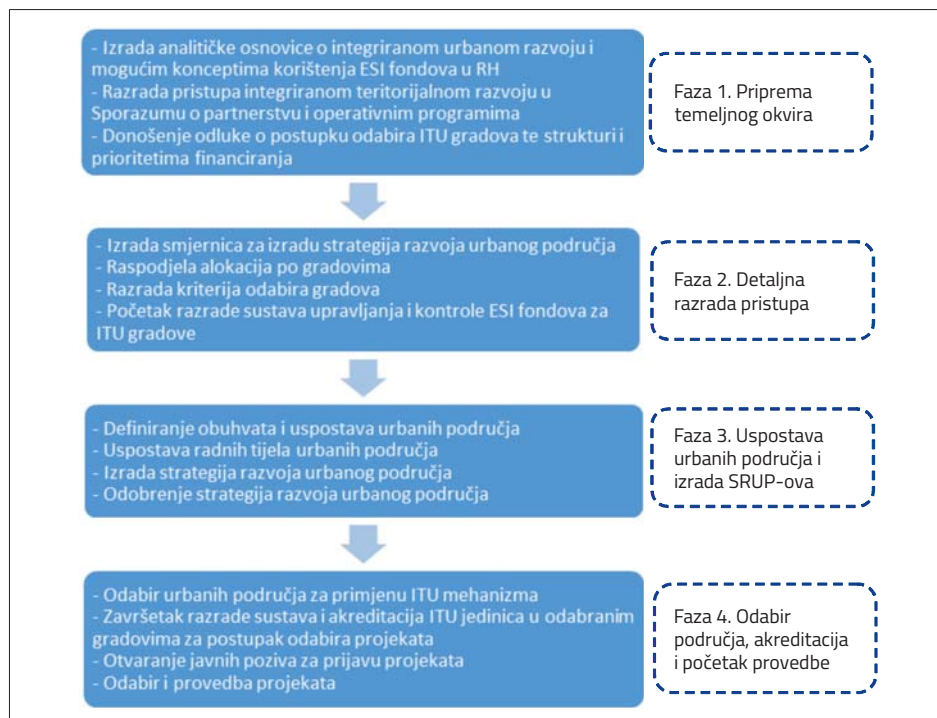 - Izrada analitičke osnovice o integriranom urbanom razvoju i
mogućim konceptima korištenja ESI fondova u RH
- Razrada pristupa integriranom teritorijalnom razvoju u
Sporazumu o partnerstvu i operativnim programima
- Donošenje odluke o postupku odabira ITU gradova te strukturi i
prioritetima financiranja
Faza 1. Priprema
temeljnog okvira
- Izrada smjernica za izradu strategija razvoja urbanog područja
- Raspodjela alokacija po gradovima
- Razrada kriterija odabira gradova
- Početak razrade sustava upravljanja i kontrole ESI fondova za
ITU gradove
Faza 2. Detaljna
razrada pristupa
- Definiranje obuhvata i uspostava urbanih područja
- Uspostava radnih tijela urbanih područja
- Izrada strategija razvoja urbanog područja
- Odobrenje strategija razvoja urbanog područja
Faza 3. Uspostava
urbanih područja i
izrada SRUP-ova
- Odabir urbanih područja za primjenu ITU mehanizma
- Završetak razrade sustava i akreditacija ITU jedinica u odabranim
gradovima za postupak odabira projekata
- Otvaranje javnih poziva za prijavu projekata
- Odabir i provedba projekata
Faza 4. Odabir
područja, akreditacija
i početak provedbe